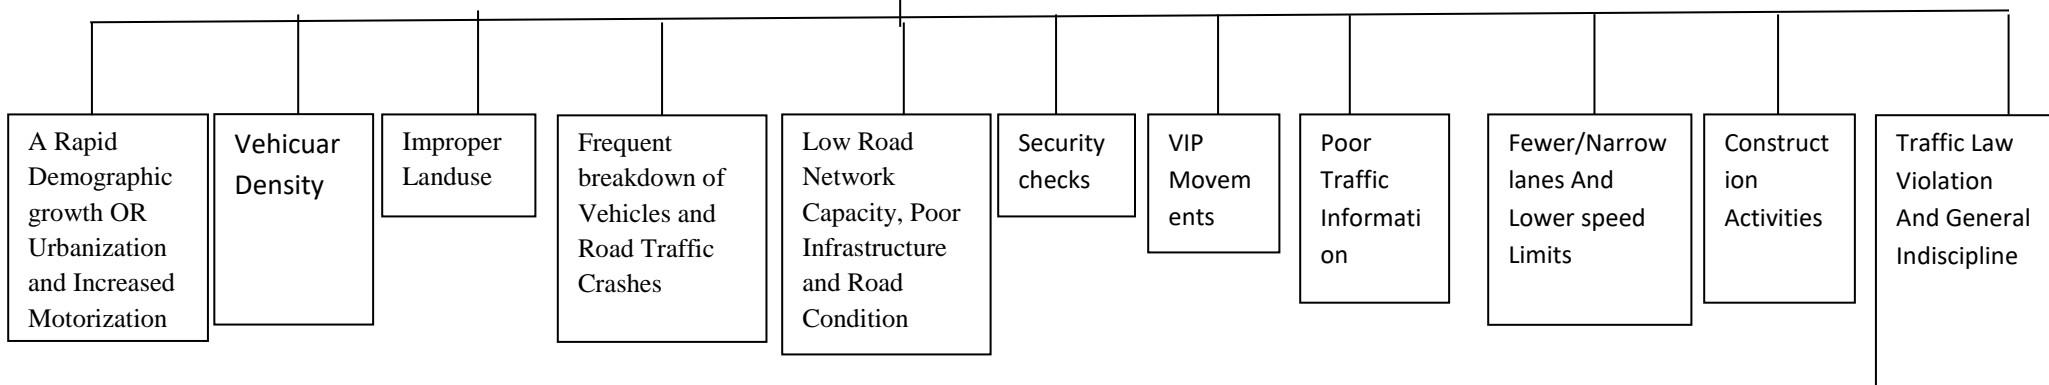 A Rapid
Demographic
growth OR
Urbanization
and Increased
Motorization
Vehicuar
Density
Improper
Landuse
Frequent
breakdown of
Vehicles and
Road Traffic
Crashes
Low Road
Network
Capacity, Poor
Infrastructure
and Road
Condition
Security
checks
VIP
Movem
ents
Poor
Traffic
Informati
on
Fewer/Narrow
lanes And
Lower speed
Limits
Construct
ion
Activities
Traffic Law
Violation
And General
Indiscipline